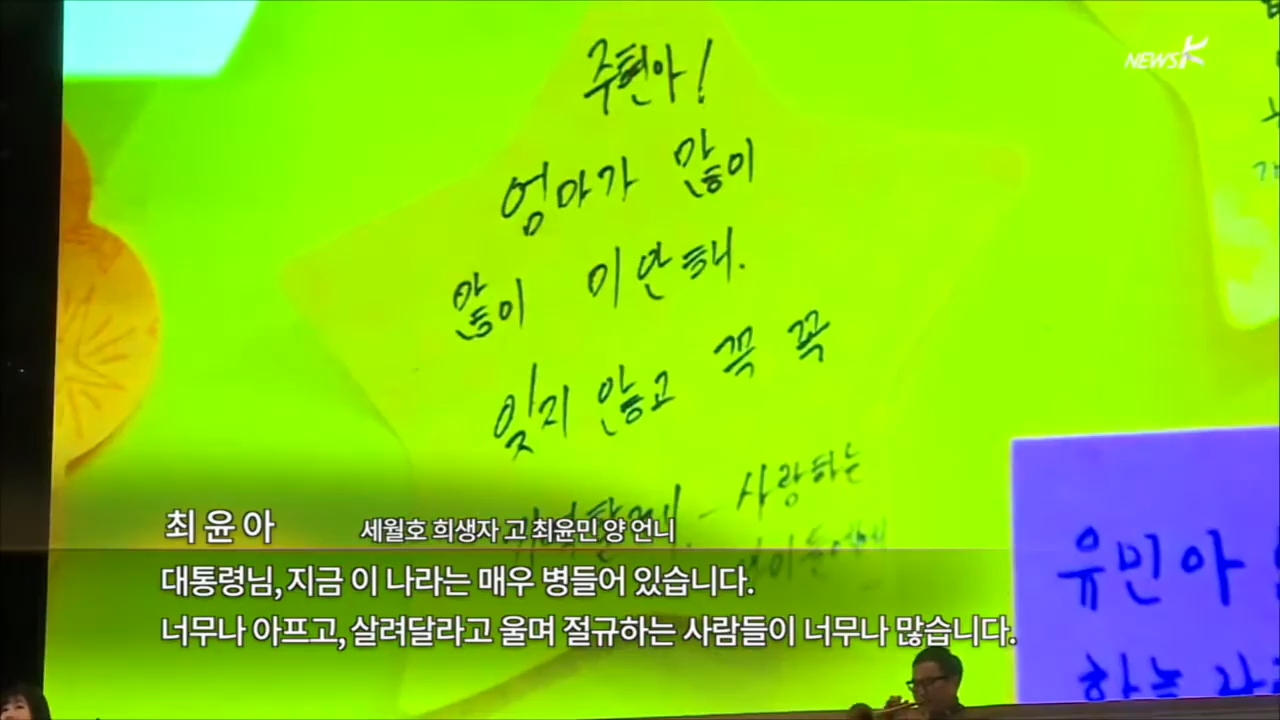 NEWSK
주현아!
엄마가 많이
많이 미안해.
잊지 않고 꼭 꼭
사랑하는
유민아
최윤아
세월호 희생자 고 최윤민 양 언니
대통령님, 지금 이 나라는 매우 병들어 있습니다.
너무나 아프고, 살려달라고 울며 절규하는 사람들이 너무나 많습니다.